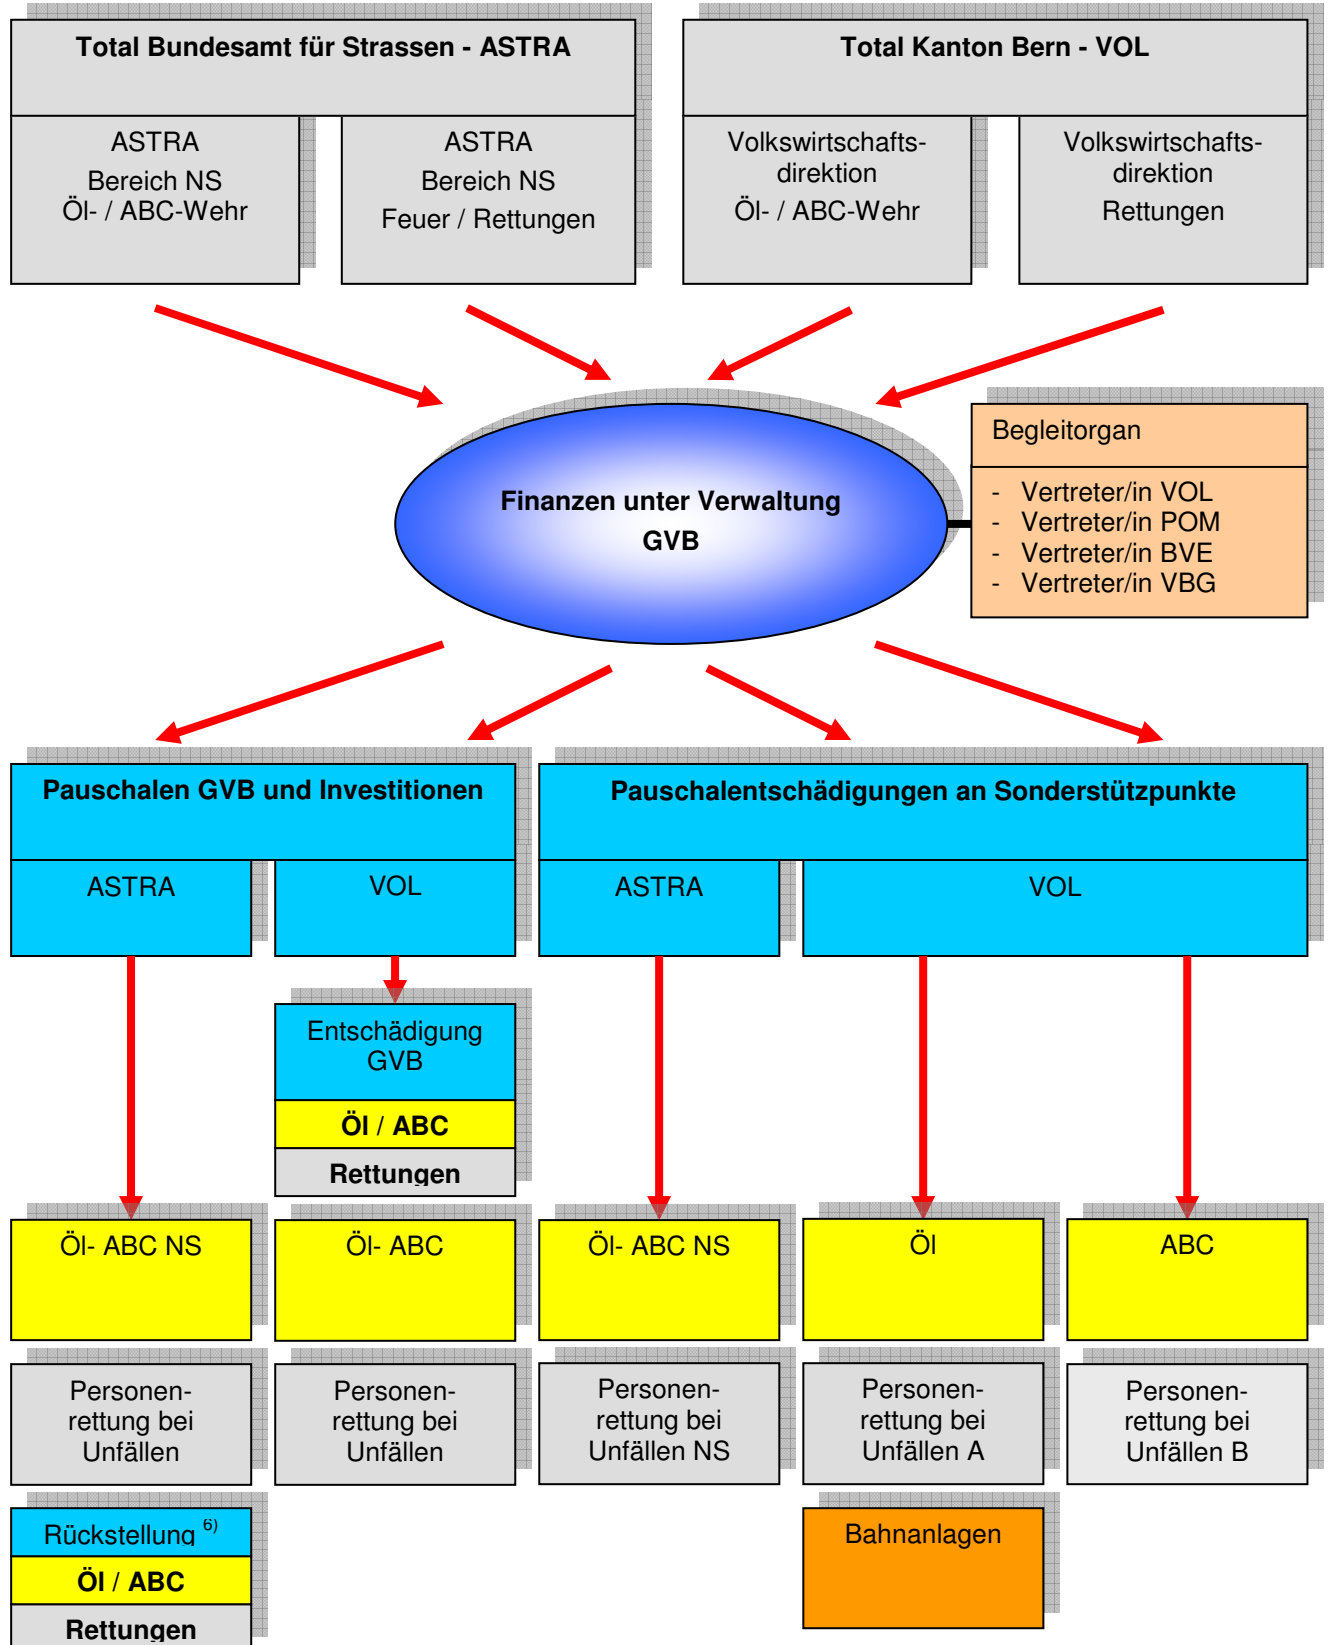 Total Bundesamt für Strassen - ASTRA
Total Kanton Bern - VOL
ASTRA
Bereich NS
Öl- / ABC-Wehr
ASTRA
Bereich NS
Feuer / Rettungen
Volkswirtschafts-
direktion
Öl- / ABC-Wehr
Volkswirtschafts-
direktion
Rettungen
Finanzen unter Verwaltung
GVB
Begleitorgan
- Vertreter/in VOL
- Vertreter/in POM
- Vertreter/in BVE
- Vertreter/in VBG
Pauschalen GVB und Investitionen
Pauschalentschädigungen an Sonderstützpunkte
ASTRA
VOL
ASTRA
VOL
Entschädigung
GVB
Öl / ABC
Rettungen
Öl- ABC NS
Öl- ABC
Öl- ABC NS
Öl
ABC
Personen-
rettung bei
Unfällen
Personen-
rettung bei
Unfällen
Personen-
rettung bei
Unfällen NS
Personen-
rettung bei
Unfällen A
Personen-
rettung bei
Unfällen B
Rückstellung 6)
Öl / ABC
Rettungen
Bahnanlagen